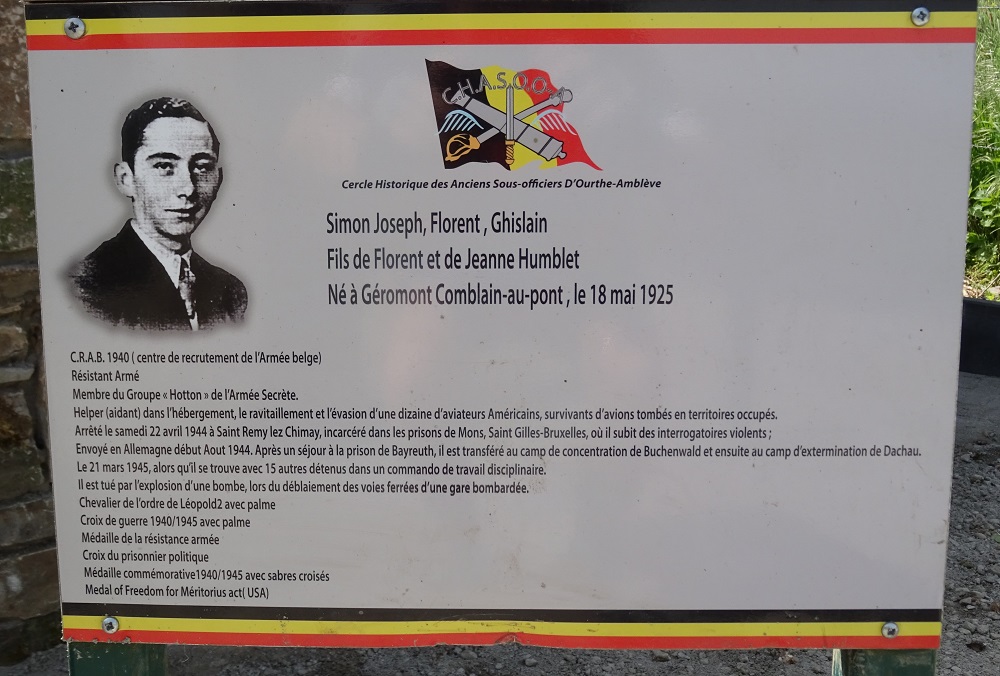 C.H.A.S.O.O.A
Cercle Historique des Anciens Sous-officiers D'Ourthe-Amblève
Simon Joseph, Florent , Ghislain
Fils de Florent et de Jeanne Humblet
Né à Géromont Comblain-au-pont , le 18 mai 1925
C.R.A.B. 1940 ( centre de recrutement de l'Armée belge)
Résistant Armé
Membre du Groupe « Hotton » de l'Armée Secrète.
Helper (aidant) dans l'hébergement, le ravitaillement et l'évasion d'une dizaine d'aviateurs Américains, survivants d'avions tombés en territoires occupés.
Arrêté le samedi 22 avril 1944 à Saint Remy lez Chimay, incarcéré dans les prisons de Mons, Saint Gilles-Bruxelles, où il subit des interrogatoires violents ;
Envoyé en Allemagne début Aout 1944. Après un séjour à la prison de Bayreuth, il est transféré au camp de concentration de Buchenwald et ensuite au camp d'extermination de Dachau.
Le 21 mars 1945, alors qu'il se trouve avec 15 autres détenus dans un commando de travail disciplinaire.
Il est tué par l'explosion d'une bombe, lors du déblaiement des voies ferrées d'une gare bombardée.
Chevalier de l'ordre de Léopold2 avec palme
Croix de guerre 1940/1945 avec palme
Médaille de la résistance armée
Croix du prisonnier politique
Médaille commémorative1940/1945 avec sabres croisés
Medal of Freedom for Méritorius act( USA)